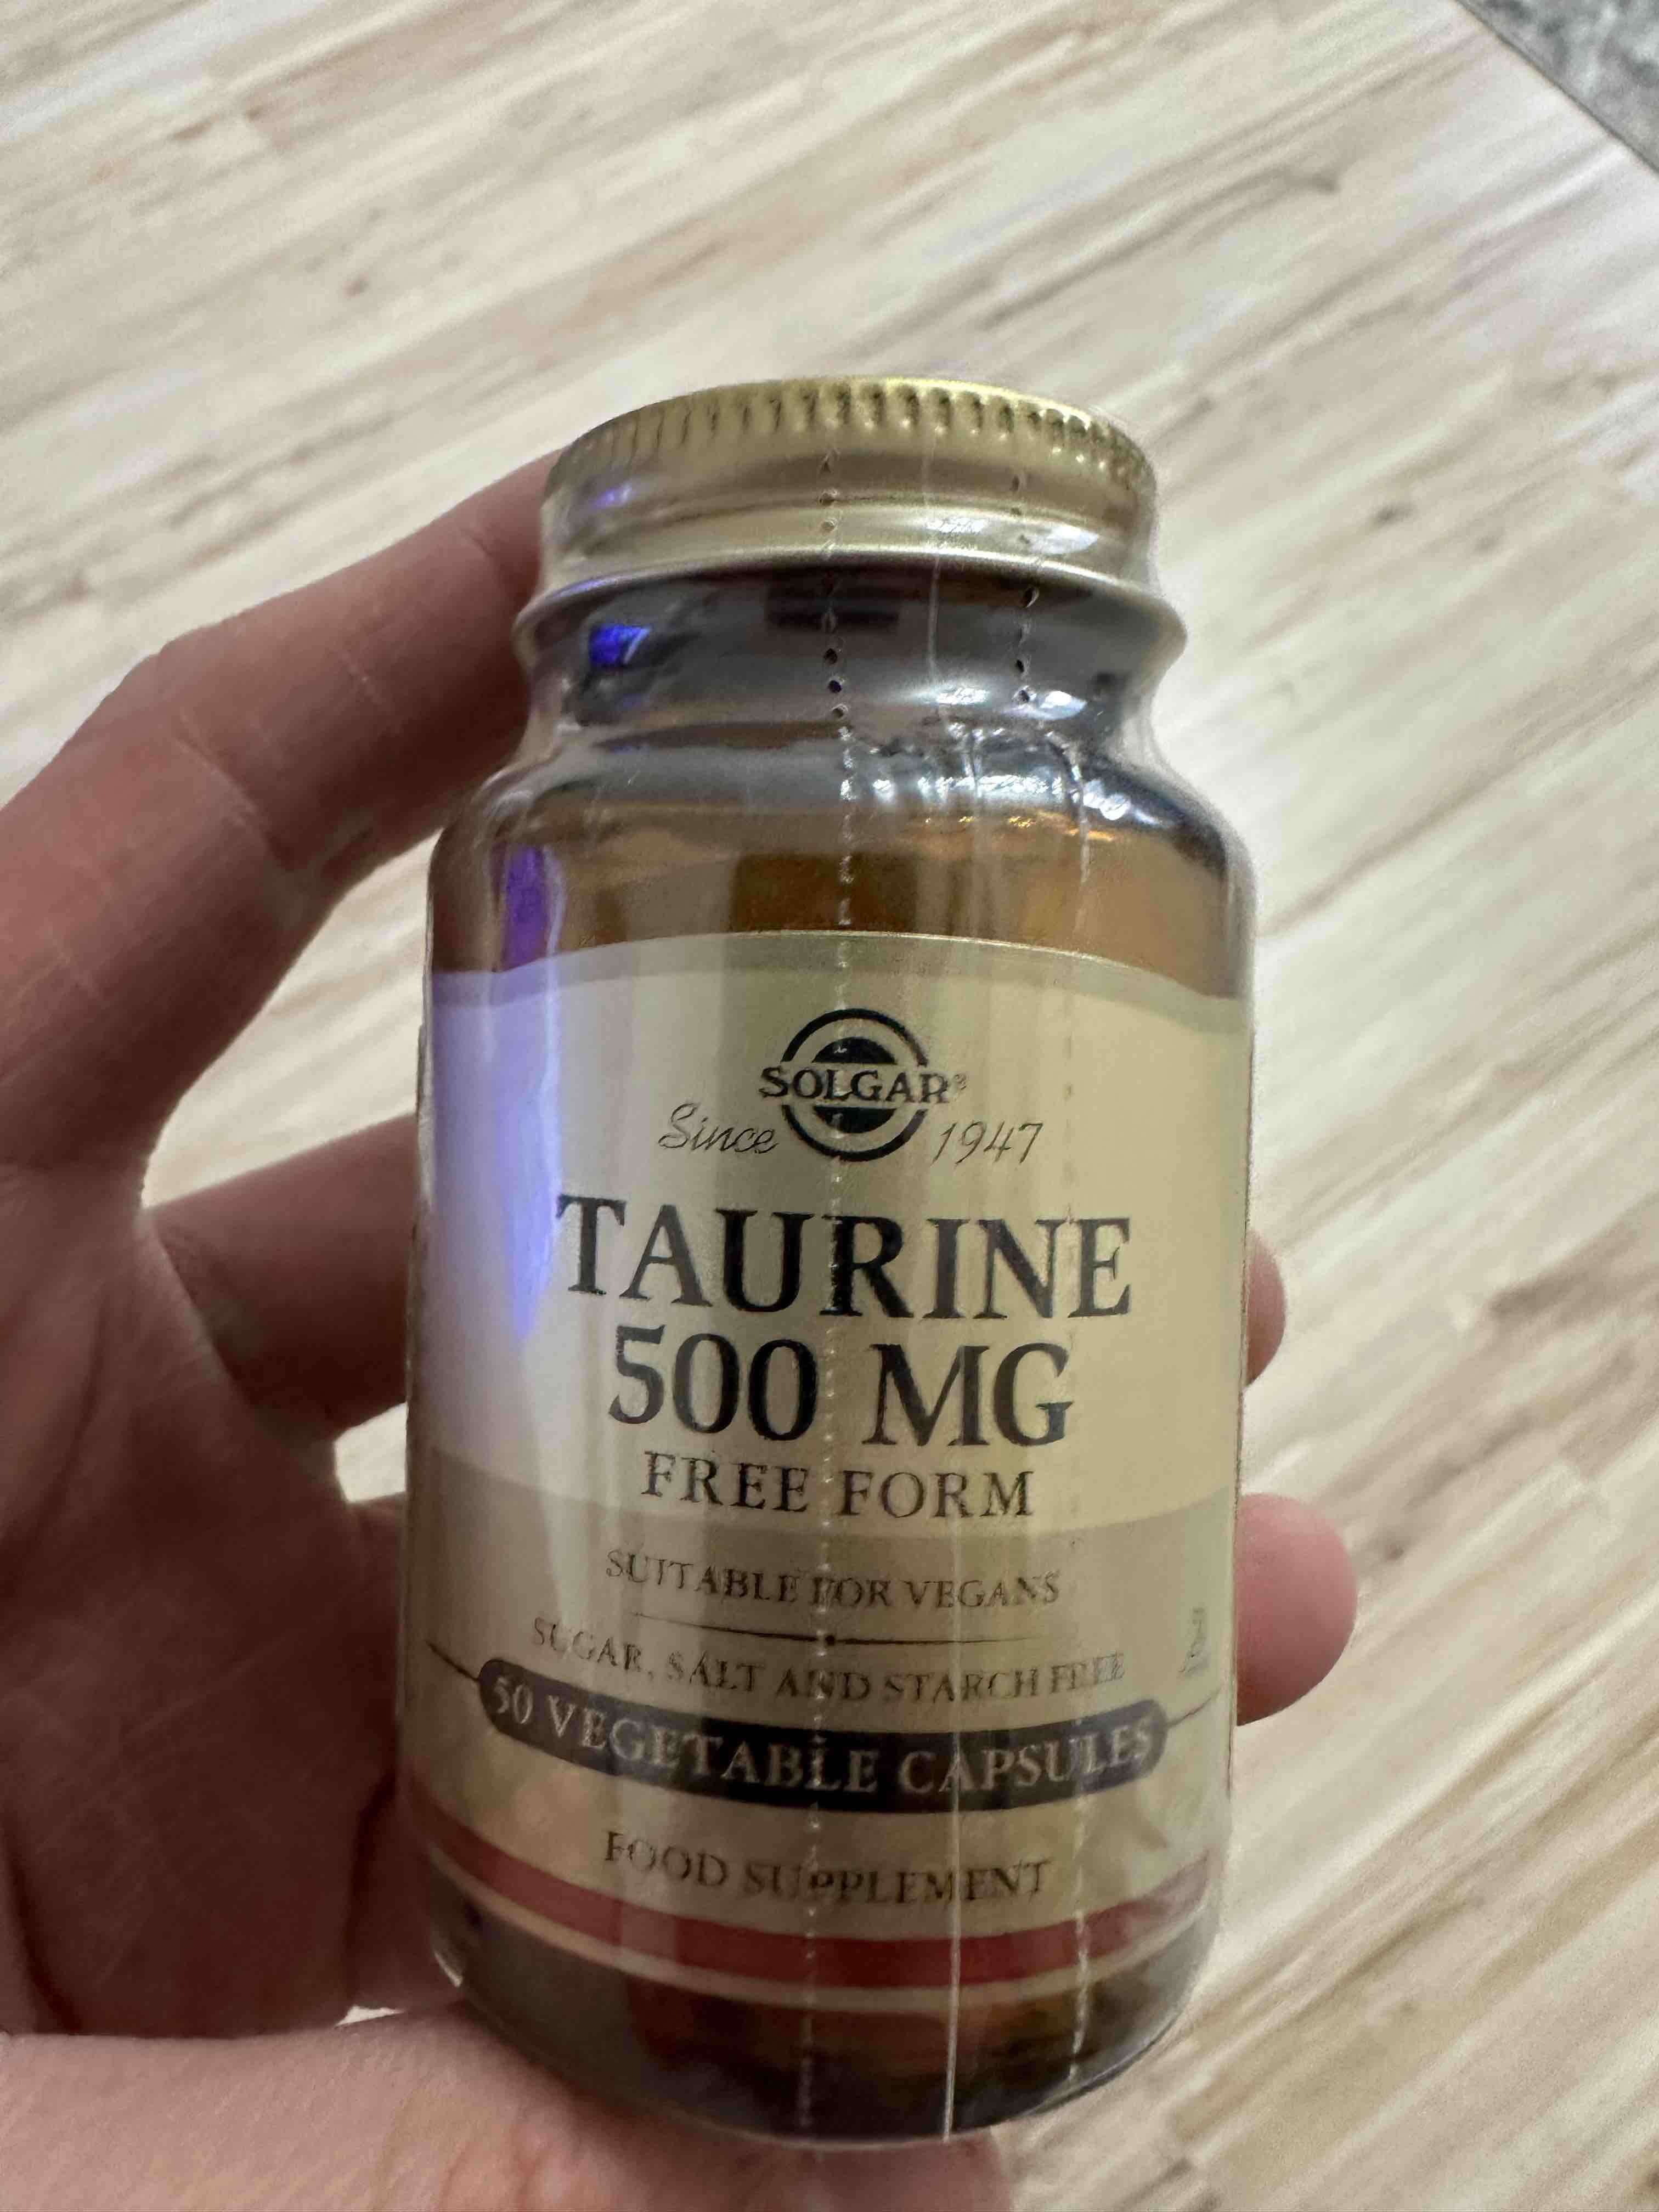 SOLGAR®
Since 1947
TAURINE
500 MG
FREE FORM
SUITABLE FOR VEGANS
SUGAR, SALT AND STARCH FREE
50 VEGETABLE CAPSULES
FOOD SUPPLEMENT